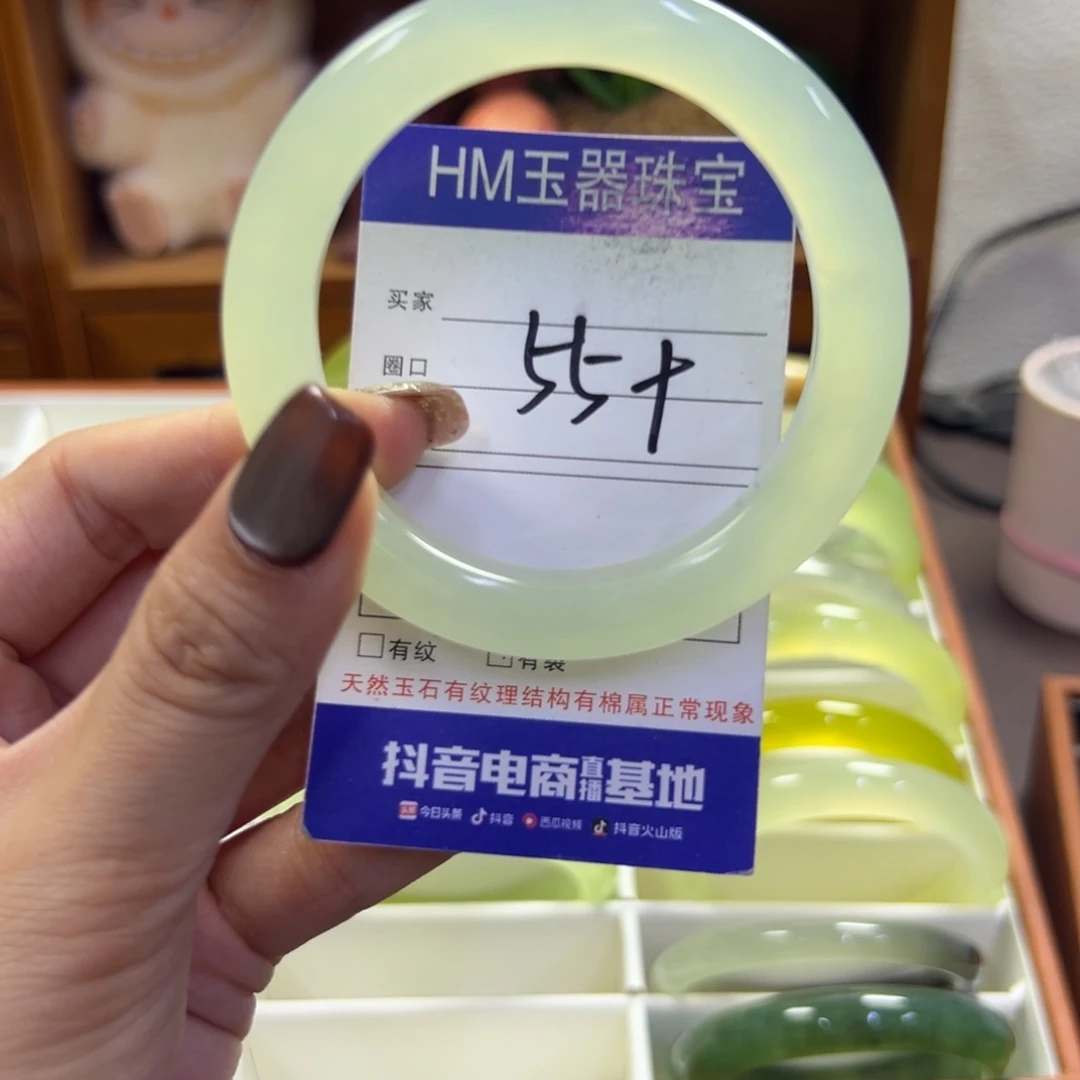 HM玉器珠宝
买家
圈口
55+
有纹
有裂
天然玉石有纹理结构有棉属正常现象
抖音电商直播基地
今日头条 抖音 西瓜视频 抖音火山版